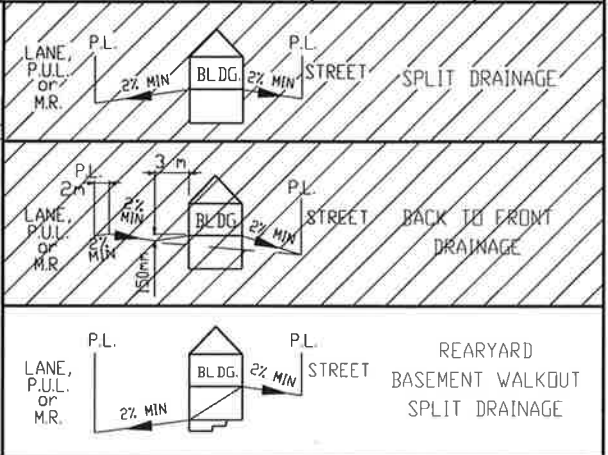 P.L.
P.L.
LANE,
P.U.L.
or
M.R.
2% MIN
BLDG.
2% MIN
STREET
SPLIT DRAINAGE
3 m
P.L.
2m
P.L.
LANE,
P.U.L.
or
M.R
2% MIN
2% MIN
150mm
BLDG
2% MIN
STREET
BACK TO FRONT
DRAINAGE
P.L.
P.L.
LANE,
P.U.L.
or
M.R.
2% MIN
BLDG.
2% MIN
STREET
REARYARD
BASEMENT WALKOUT
SPLIT DRAINAGE